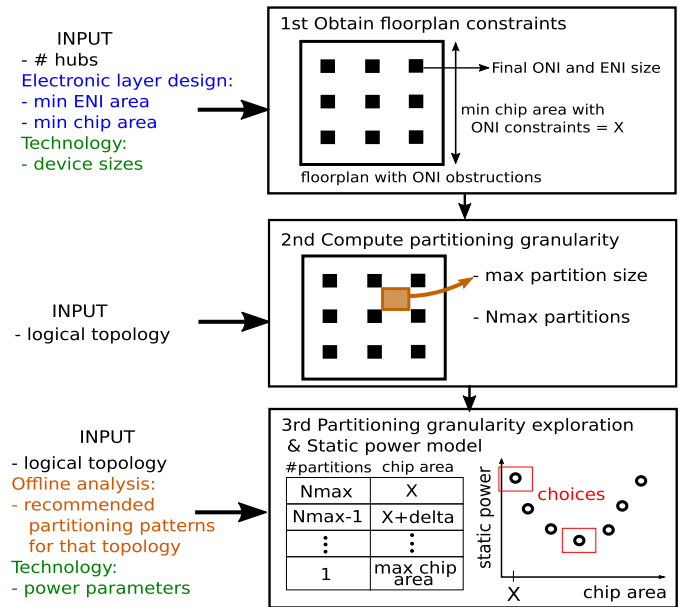 INPUT
- # hubs
Electronic layer design:
- min ENI area
- min chip area
Technology:
- device sizes
1st Obtain floorplan constraints
Final ONI and ENI size
min chip area with
ONI constraints = X
floorplan with ONI obstructions
INPUT
- logical topology
2nd Compute partitioning granularity
- max partition size
- Nmax partitions
INPUT
- logical topology
Offline analysis:
- recommended
partitioning patterns
for that topology
Technology:
- power parameters
3rd Partitioning granularity exploration
& Static power model
#partitions chip area
Nmax X
Nmax-1 X+delta
⋮ ⋮
1 max chip
area
static power
choices
X chip area